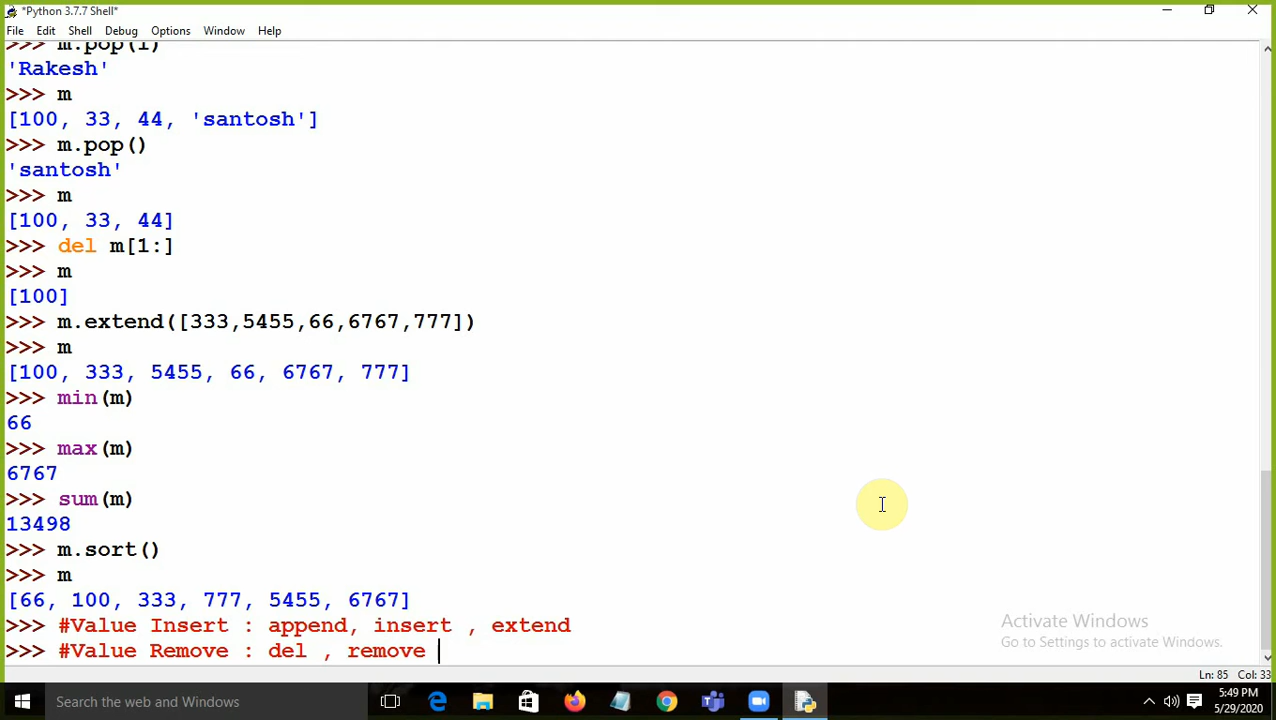 *Python 3.7.7 Shell*
File Edit Shell Debug Options Window Help
>>> m.pop(1)
'Rakesh'
>>> m
[100, 33, 44, 'santosh']
>>> m.pop()
'santosh'
>>> m
[100, 33, 44]
>>> del m[1:]
>>> m
[100]
>>> m.extend([333,5455,66,6767,777])
>>> m
[100, 333, 5455, 66, 6767, 777]
>>> min(m)
66
>>> max(m)
6767
>>> sum(m)
13498
>>> m.sort()
>>> m
[66, 100, 333, 777, 5455, 6767]
>>> #Value Insert : append, insert , extend
>>> #Value Remove : del , remove
Activate Windows
Go to Settings to activate Windows.
Ln: 85 Col: 33
Search the web and Windows
5:49 PM
5/29/2020